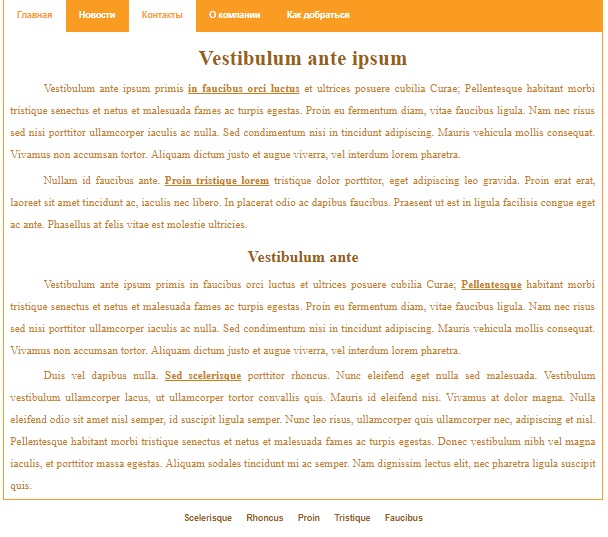 Главная Новости Контакты О компании Как добраться
Vestibulum ante ipsum
Vestibulum ante ipsum primis in faucibus orci luctus et ultrices posuere cubilia Curae; Pellentesque habitant morbi
tristique senectus et netus et malesuada fames ac turpis egestas. Proin eu fermentum diam, vitae faucibus ligula. Nam nec risus
sed nisi porttitor ullamcorper iaculis ac nulla. Sed condimentum nisi in tincidunt adipiscing. Mauris vehicula mollis consequat.
Vivamus non accumsan tortor. Aliquam dictum justo et augue viverra, vel interdum lorem pharetra.
Nullam id faucibus ante. Proin tristique lorem tristique dolor porttitor, eget adipiscing leo gravida. Proin erat erat,
laoreet sit amet tincidunt ac, iaculis nec libero. In placerat odio ac dapibus faucibus. Praesent ut est in ligula facilisis congue eget
ac ante. Phasellus at felis vitae est molestie ultricies.
Vestibulum ante
Vestibulum ante ipsum primis in faucibus orci luctus et ultrices posuere cubilia Curae; Pellentesque habitant morbi
tristique senectus et netus et malesuada fames ac turpis egestas. Proin eu fermentum diam, vitae faucibus ligula. Nam nec risus
sed nisi porttitor ullamcorper iaculis ac nulla. Sed condimentum nisi in tincidunt adipiscing. Mauris vehicula mollis consequat.
Vivamus non accumsan tortor. Aliquam dictum justo et augue viverra, vel interdum lorem pharetra.
Duis vel dapibus nulla. Sed scelerisque porttitor rhoncus. Nunc eleifend eget nulla sed malesuada. Vestibulum
vestibulum ullamcorper lacus, ut ullamcorper tortor convallis quis. Mauris id eleifend nisi. Vivamus at dolor magna. Nulla
eleifend odio sit amet nisl semper, id suscipit ligula semper. Nunc leo risus, ullamcorper quis ullamcorper nec, adipiscing et nisl.
Pellentesque habitant morbi tristique senectus et netus et malesuada fames ac turpis egestas. Donec vestibulum nibh vel magna
iaculis, et porttitor massa egestas. Aliquam sodales tincidunt mi ac semper. Nam dignissim lectus elit, nec pharetra ligula suscipit
quis.
Scelerisque Rhoncus Proin Tristique Faucibus